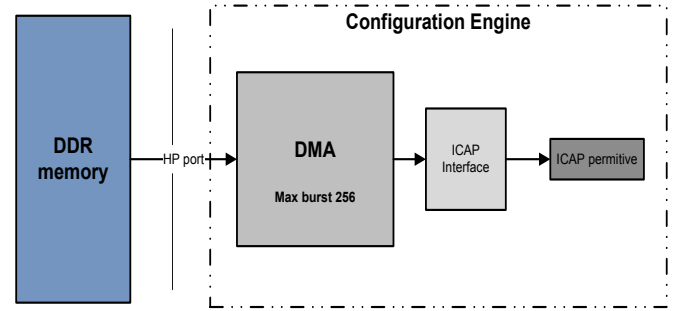 Configuration Engine
DDR
memory
HP port
DMA
Max burst 256
ICAP
Interface
ICAP permitive